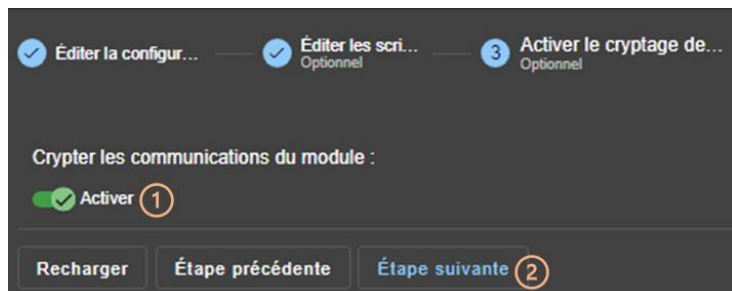 Éditer la configur...
Éditer les scri...
Optionnel
3
Activer le cryptage de...
Optionnel
Crypter les communications du module :
Activer 1
Recharger Étape précédente Étape suivante 2